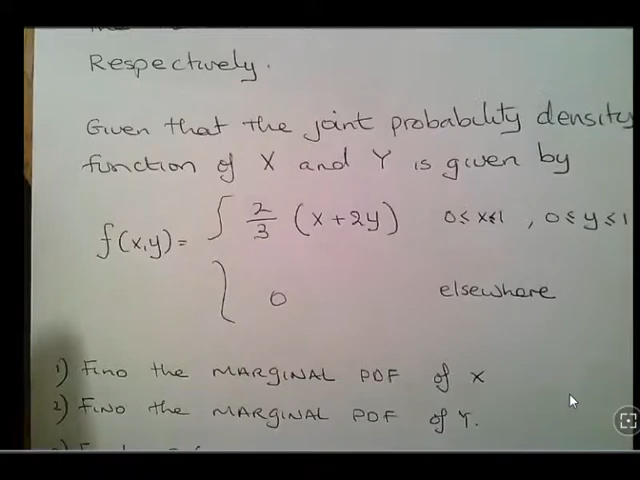 Respectively.
Given that the joint probability density
function of X and Y is given by
f(x,y) = { 2/3 (x+2y) 0≤x≤1, 0≤y≤1
0 elsewhere
1) Find the MARGINAL PDF of X
2) FIND the MARGINAL PDF of Y.